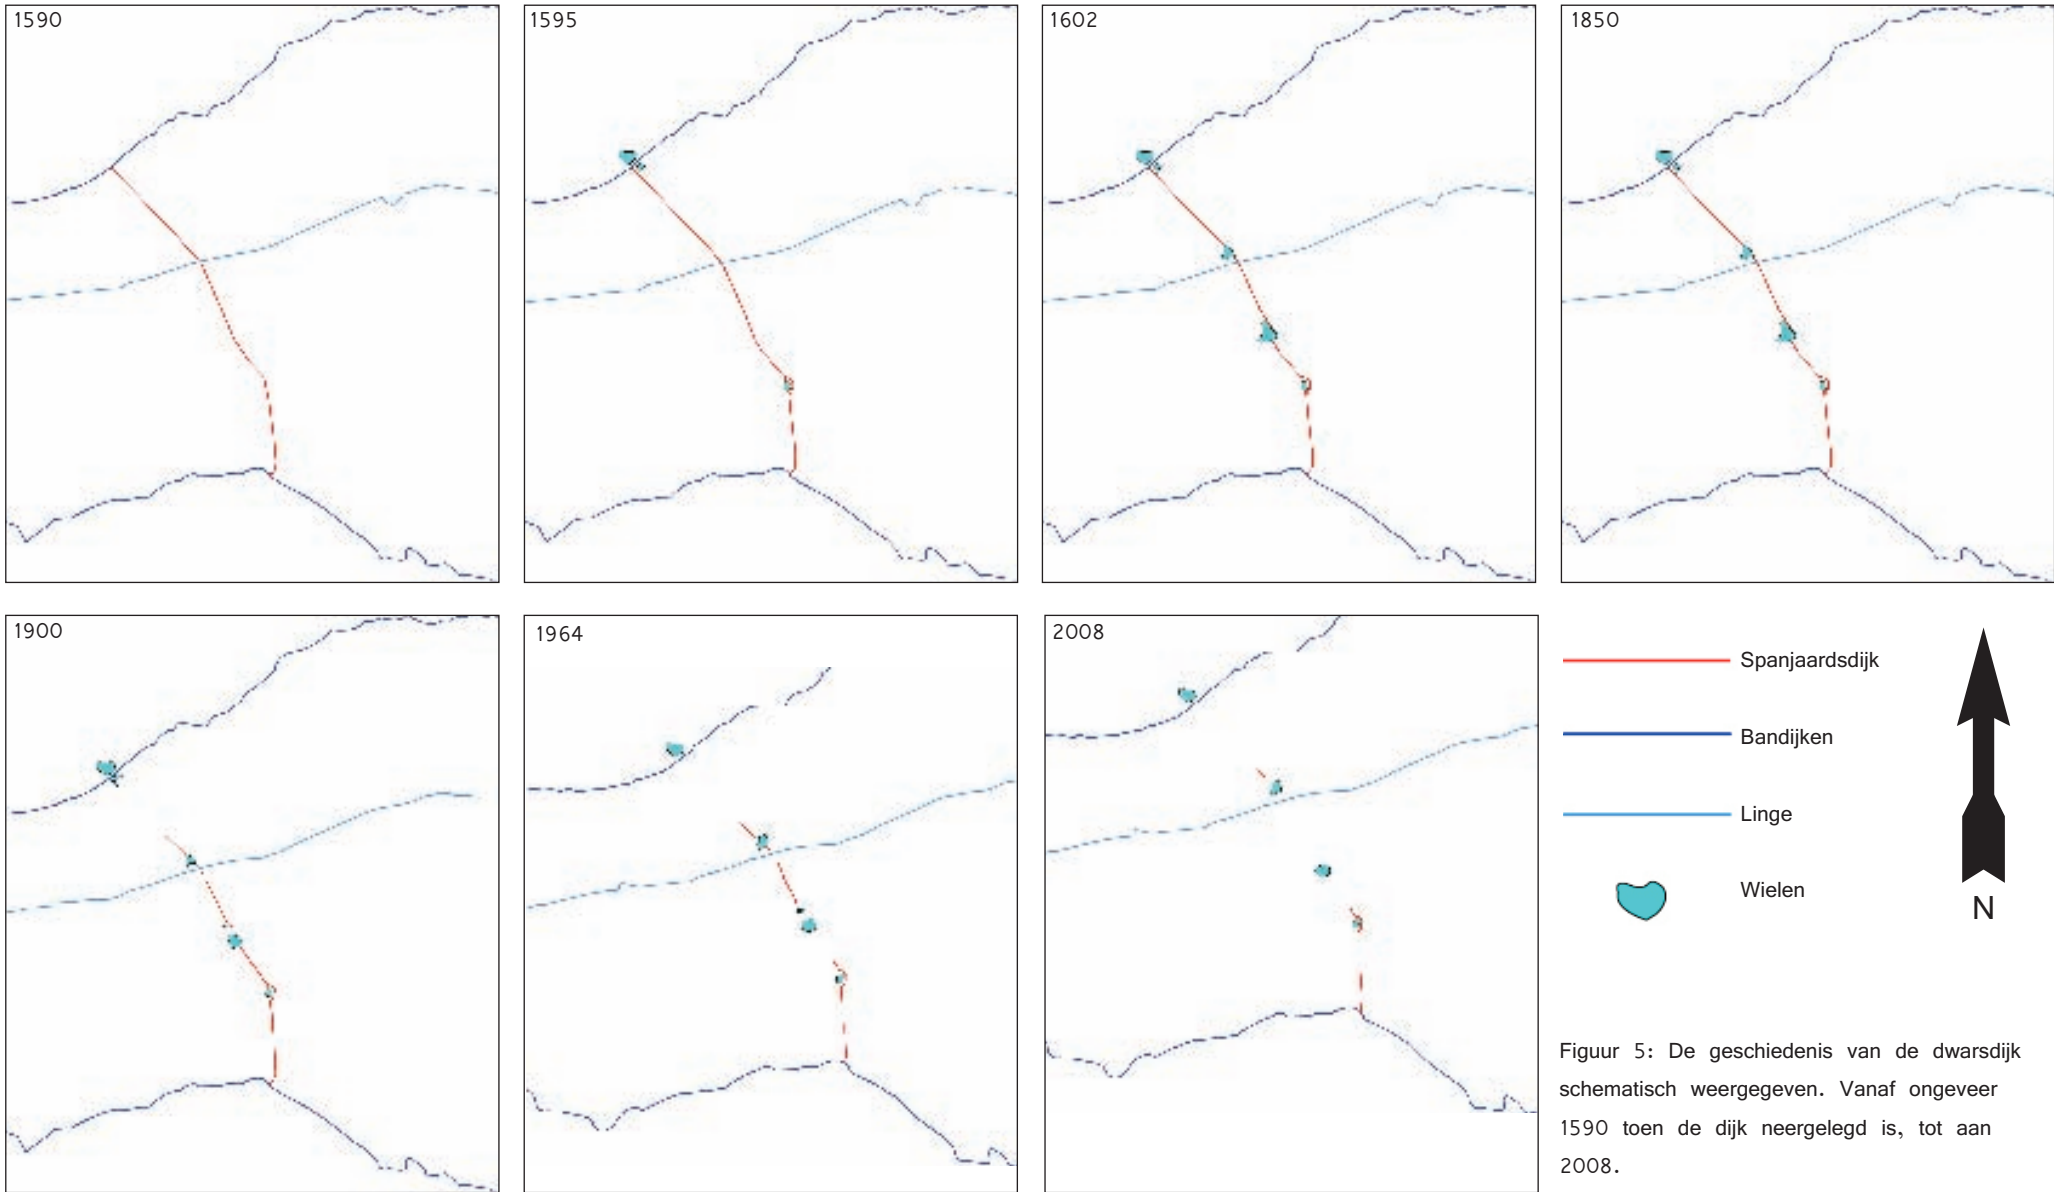 1590
1595
1602
1850
1900
1964
2008
Spanjaardsdijk
Bandijken
Linge
Wielen
N
Figuur 5: De geschiedenis van de dwarsdijk
schematisch weergegeven. Vanaf ongeveer
1590 toen de dijk neergelegd is, tot aan
2008.